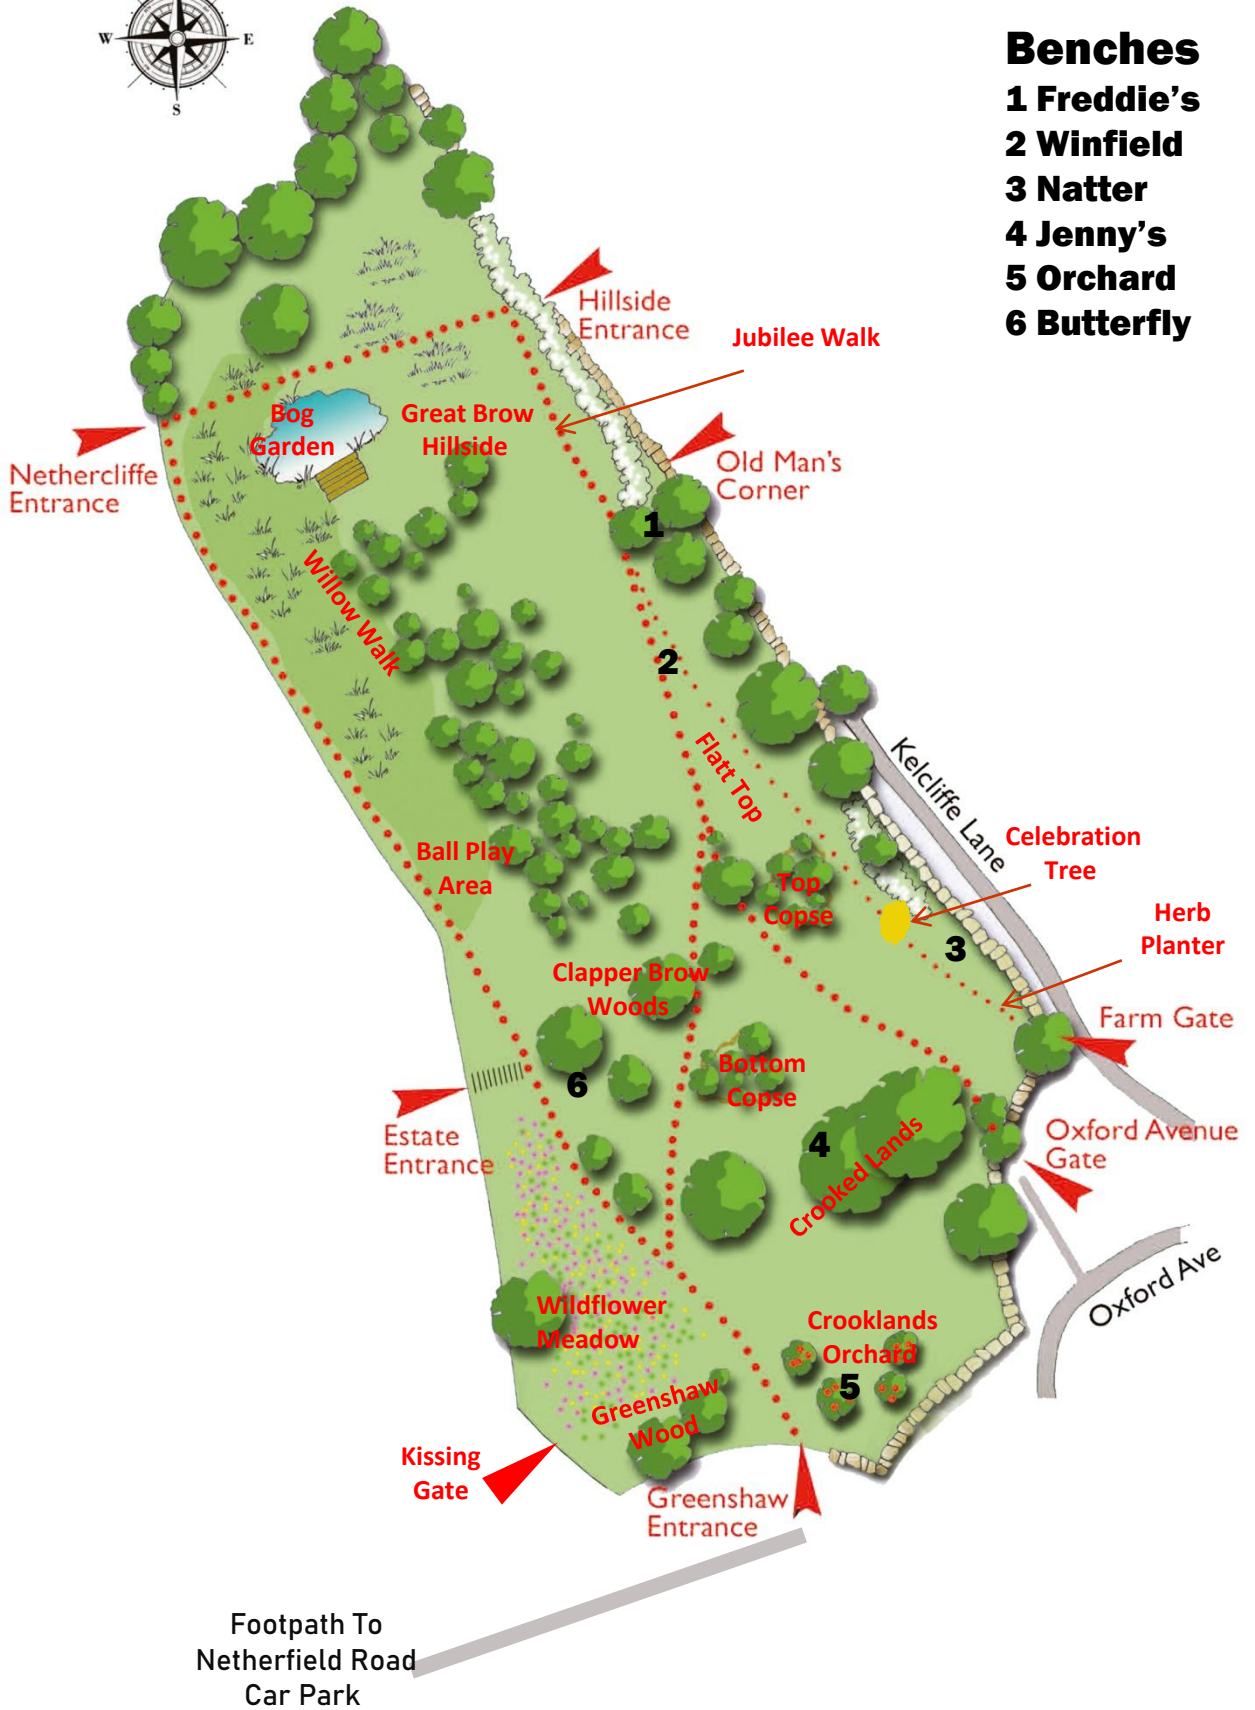 W
E
S
Benches
1 Freddie's
2 Winfield
3 Natter
4 Jenny's
5 Orchard
6 Butterfly
Hillside
Entrance
Jubilee Walk
Bog
Garden
Great Brow
Hillside
Nethercliffe
Entrance
Old Man's
Corner
1
Willow Walk
2
Flatt Top
Kelcliffe Lane
Ball Play
Area
Celebration
Tree
Top
Copse
Herb
Planter
3
Clapper Brow
Woods
Farm Gate
Bottom
Copse
6
Estate
Entrance
4
Crooked Lands
Oxford Avenue
Gate
Oxford Ave
Wildflower
Meadow
Crooklands
Orchard
5
Greenshaw
Wood
Kissing
Gate
Greenshaw
Entrance
Footpath To
Netherfield Road
Car Park